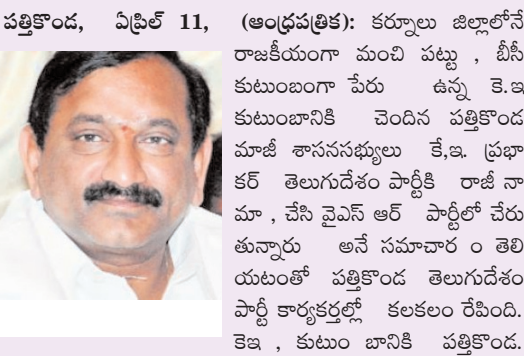 పత్తికొండ, ఏప్రిల్ 11, (ఆంధ్రపత్రిక): కర్నూలు జిల్లాలోనే
రాజకీయంగా మంచి పట్టు , బీసీ
కుటుంబంగా పేరు ఉన్న కె.ఇ
కుటుంబానికి చెందిన పత్తికొండ
మాజీ శాసనసభ్యులు కే,ఇ. ప్రభా
కర్ తెలుగుదేశం పార్టీకి రాజీ నా
మా , చేసి వైఎస్ ఆర్ పార్టీలో చేరు
తున్నారు అనే సమాచార ం తెలి
యటంతో పత్తికొండ తెలుగుదేశం
పార్టీ కార్యకర్తల్లో కలకలం రేపింది.
కెఇ , కుటుం బానికి పత్తికొండ.